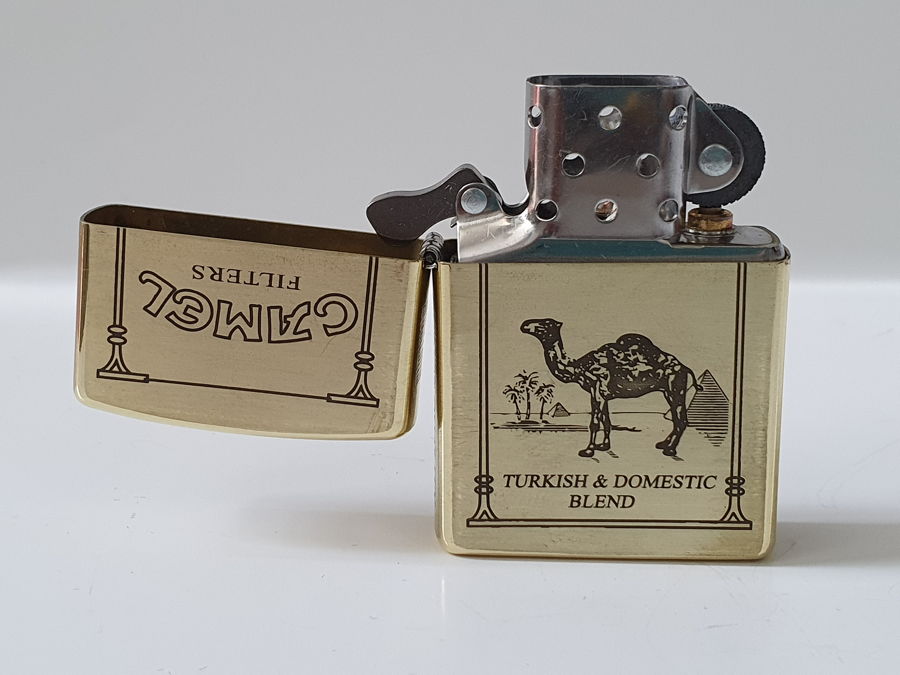 CAMEL
FILTERS
TURKISH & DOMESTIC
BLEND